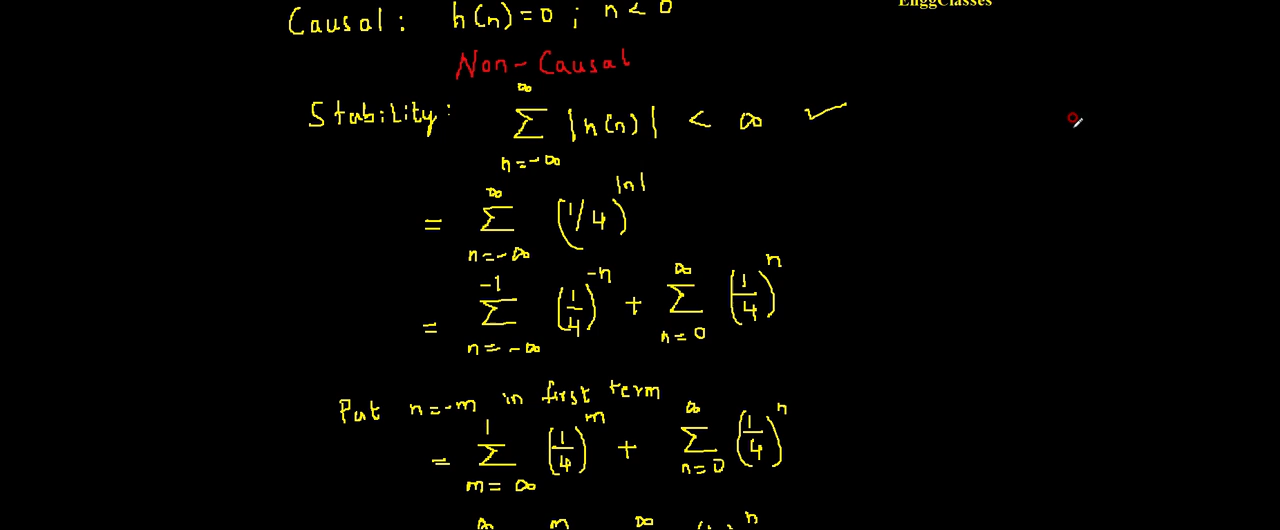 EnggClasses
Causal: h(n)=0 ; n < 0
Non-Causal
Stability: ∞ ∑ n=-∞ |h(n)| < ∞ ✓
= ∞ ∑ n=-∞ (1/4)^|n|
= -1 ∑ n=-∞ (1/4)^-n + ∞ ∑ n=0 (1/4)^n
Put n=-m in first term
= 1 ∑ m=∞ (1/4)^m + ∞ ∑ n=0 (1/4)^n
∞ m ∞ n